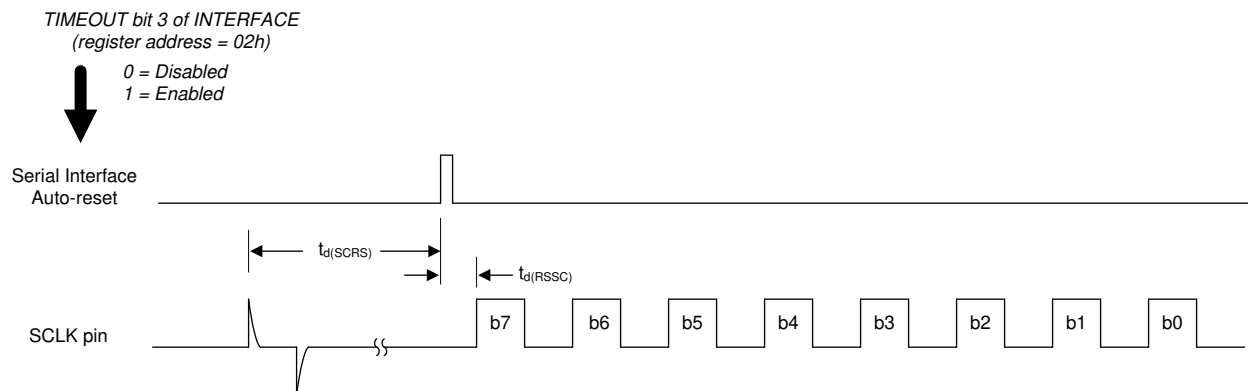 TIMEOUT bit 3 of INTERFACE
(register address = 02h)
0 = Disabled
1 = Enabled
Serial Interface
Auto-reset
td(SCRS)
td(RSSC)
SCLK pin
b7 b6 b5 b4 b3 b2 b1 b0